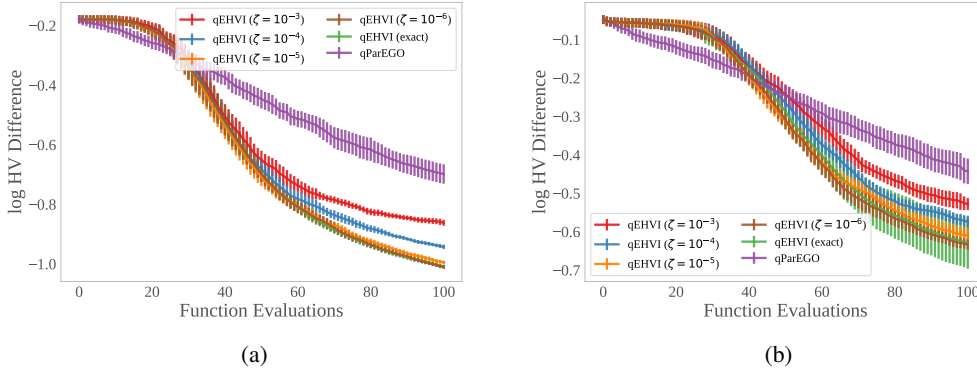 −0.2
−0.4
−0.6
−0.8
−1.0
log HV Difference
0 20 40 60 80 100
Function Evaluations
qEHVI (ζ = 10⁻³)
qEHVI (ζ = 10⁻⁴)
qEHVI (ζ = 10⁻⁵)
qEHVI (ζ = 10⁻⁶)
qEHVI (exact)
qParEGO
(a)
−0.1
−0.2
−0.3
−0.4
−0.5
−0.6
−0.7
log HV Difference
0 20 40 60 80 100
Function Evaluations
qEHVI (ζ = 10⁻³)
qEHVI (ζ = 10⁻⁴)
qEHVI (ζ = 10⁻⁵)
qEHVI (ζ = 10⁻⁶)
qEHVI (exact)
qParEGO
(b)